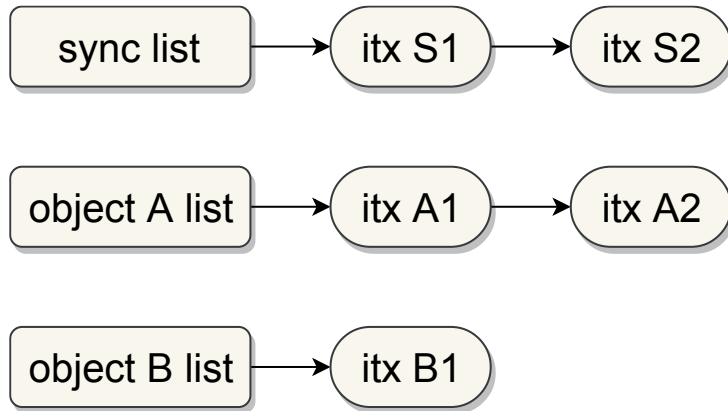 sync list
itx S1
itx S2
object A list
itx A1
itx A2
object B list
itx B1